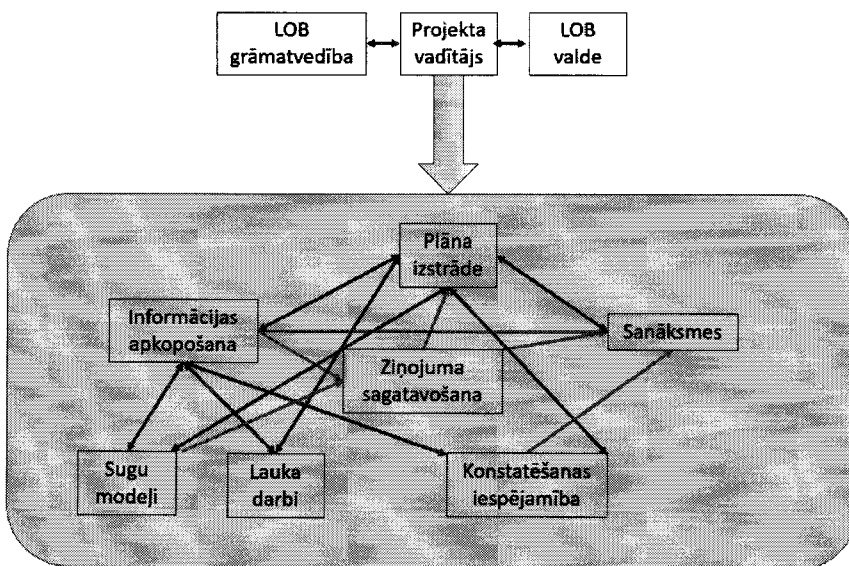 LOB
grāmatvedība
Projekta
vadītājs
LOB
valde
Plāna
izstrāde
Informācijas
apkopošana
Sanāksmes
Ziņojuma
sagatavošana
Sugu
modeļi
Lauka
darbi
Konstatēšanas
iespējamība